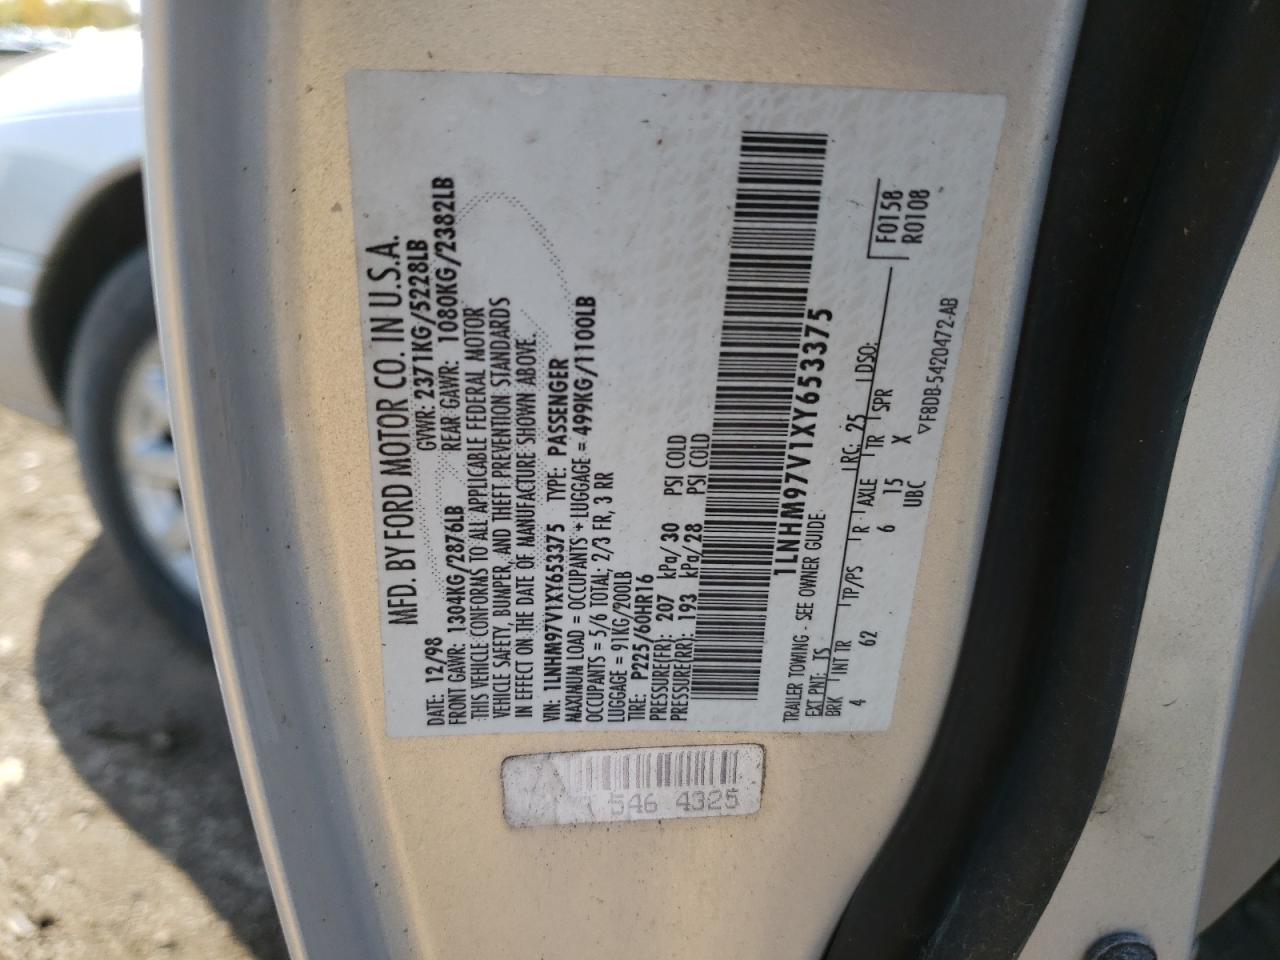 MFD. BY FORD MOTOR CO. IN U.S.A.
DATE: 12/98 GVWR: 2371KG/5228LB
FRONT GAWR: 1304KG/2876LB REAR GAWR: 1080KG/2382LB
THIS VEHICLE CONFORMS TO ALL APPLICABLE FEDERAL MOTOR
VEHICLE SAFETY, BUMPER, AND THEFT PREVENTION STANDARDS
IN EFFECT ON THE DATE OF MANUFACTURE SHOWN ABOVE.
VIN: 1LNHM97V1XY653375 TYPE: PASSENGER
MAXIMUM LOAD = OCCUPANTS + LUGGAGE = 499KG/1100LB
OCCUPANTS = 5/6 TOTAL, 2/3 FR, 3 RR
LUGGAGE = 91KG/200LB
TIRE: P225/60HR16
PRESSURE(FR): 207 kPa/30 PSI COLD
PRESSURE(RR): 193 kPa/28 PSI COLD
1LNHM97V1XY653375
TRAILER TOWING - SEE OWNER GUIDE
EXT PNT: TS RC: 25 DSO: F0158
BRK INT TR TP/PS R AXLE TR SPR R0108
4 62 6 15 X
UBC
▽F8DB-5420472-AB
546 4325